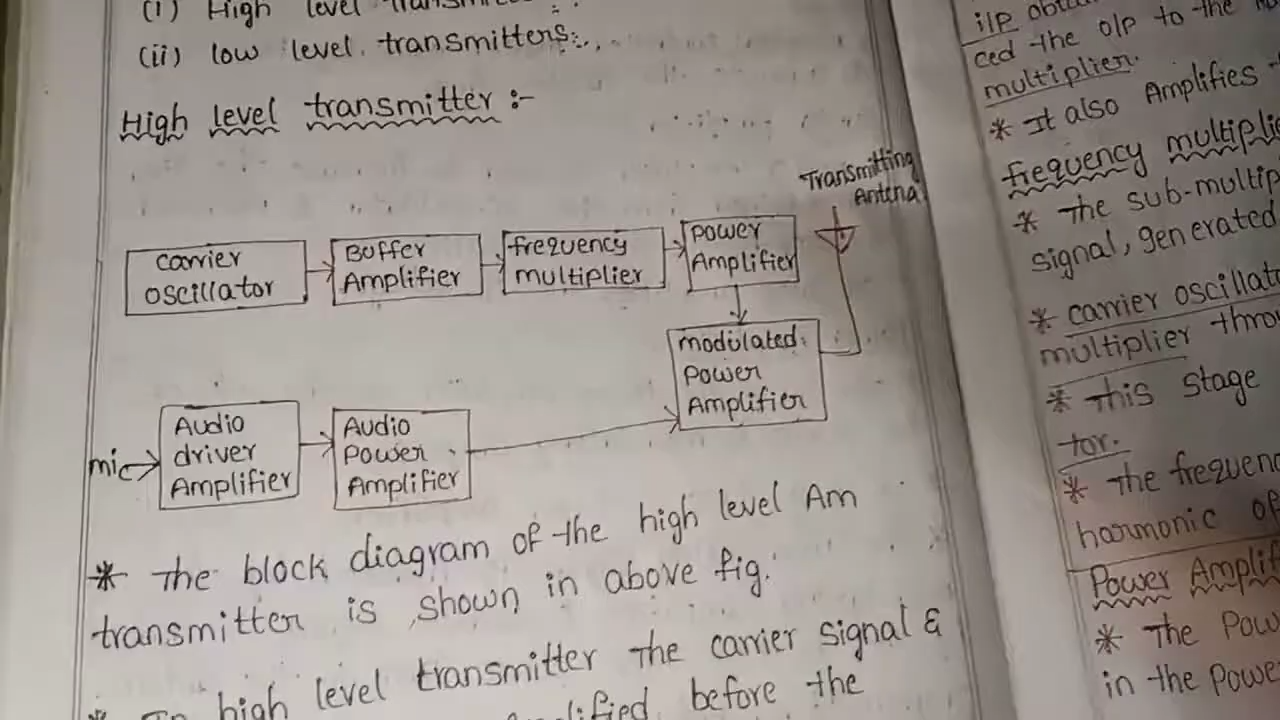 (i) High level
(ii) low level transmitters:
High level transmitter :-
Transmitting
Antena
carrier
oscillator
Buffer
Amplifier
frequency
multiplier
power
Amplifier
modulated
power
Amplifier
mic
Audio
driver
Amplifier
Audio
power
Amplifier
* the block diagram of the high level Am
transmitter is shown in above fig.
* In high level transmitter the carrier signal &
before the
i/p
ced the o/p to the
multiplier.
* It also Amplifies
frequency
* the sub-multip
signal, generated
* carrier oscillat
multiplier thro
* this stage
tor.
* the frequenc
harmonic of
Power Amplif
* the Pow
in the Powe